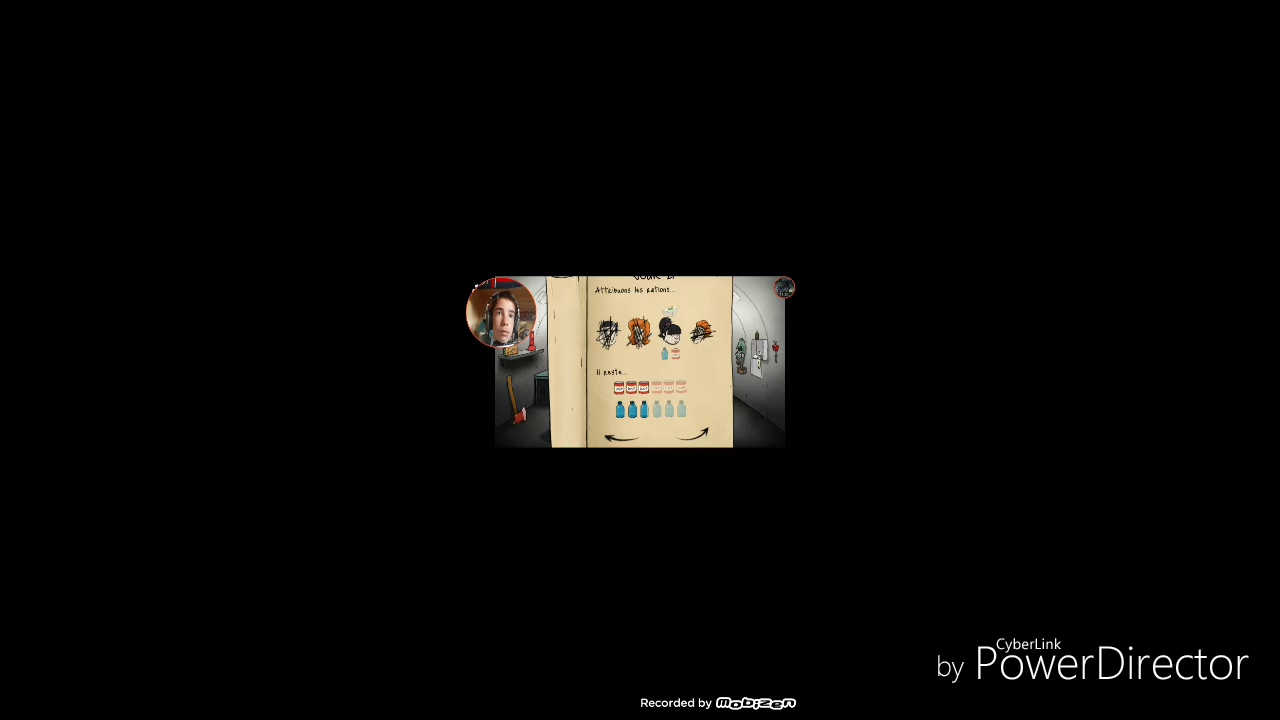 Attribuons les rations...
Il reste...
CyberLink
by PowerDirector
Recorded by mobizen